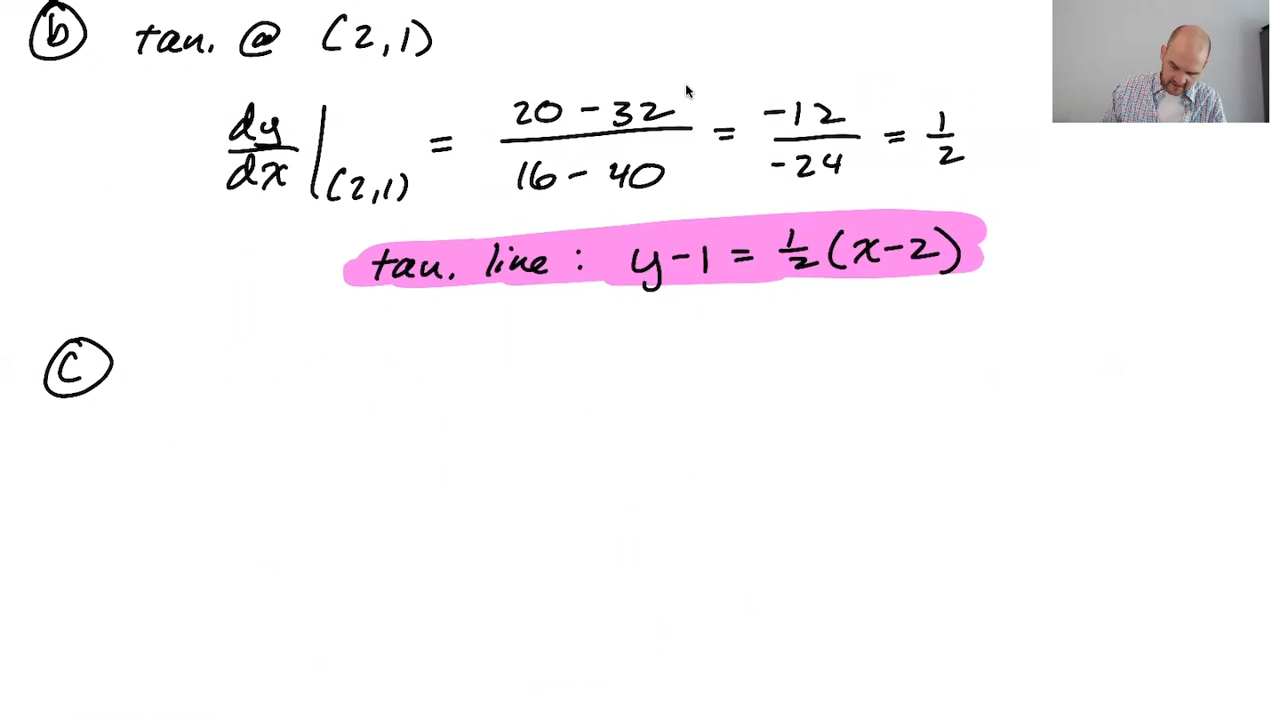 (b) tan. @ (2,1)
dy/dx |(2,1) = (20 - 32)/(16 - 40) = -12/-24 = 1/2
tan. line : y - 1 = 1/2 (x - 2)
(c)